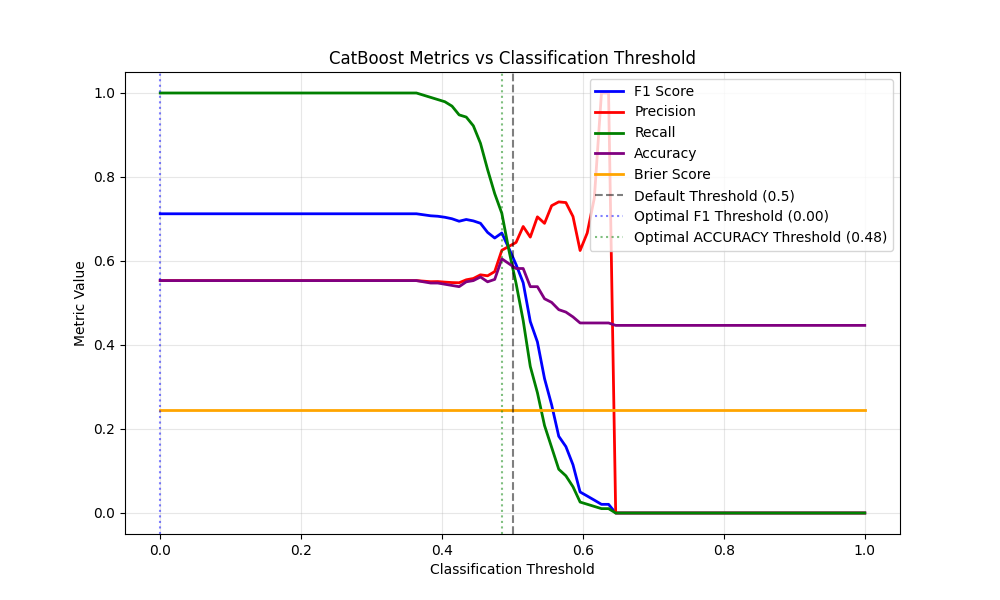 CatBoost Metrics vs Classification Threshold
1.0
0.8
0.6
0.4
0.2
0.0
Metric Value
F1 Score
Precision
Recall
Accuracy
Brier Score
Default Threshold (0.5)
Optimal F1 Threshold (0.00)
Optimal ACCURACY Threshold (0.48)
0.0 0.2 0.4 0.6 0.8 1.0
Classification Threshold